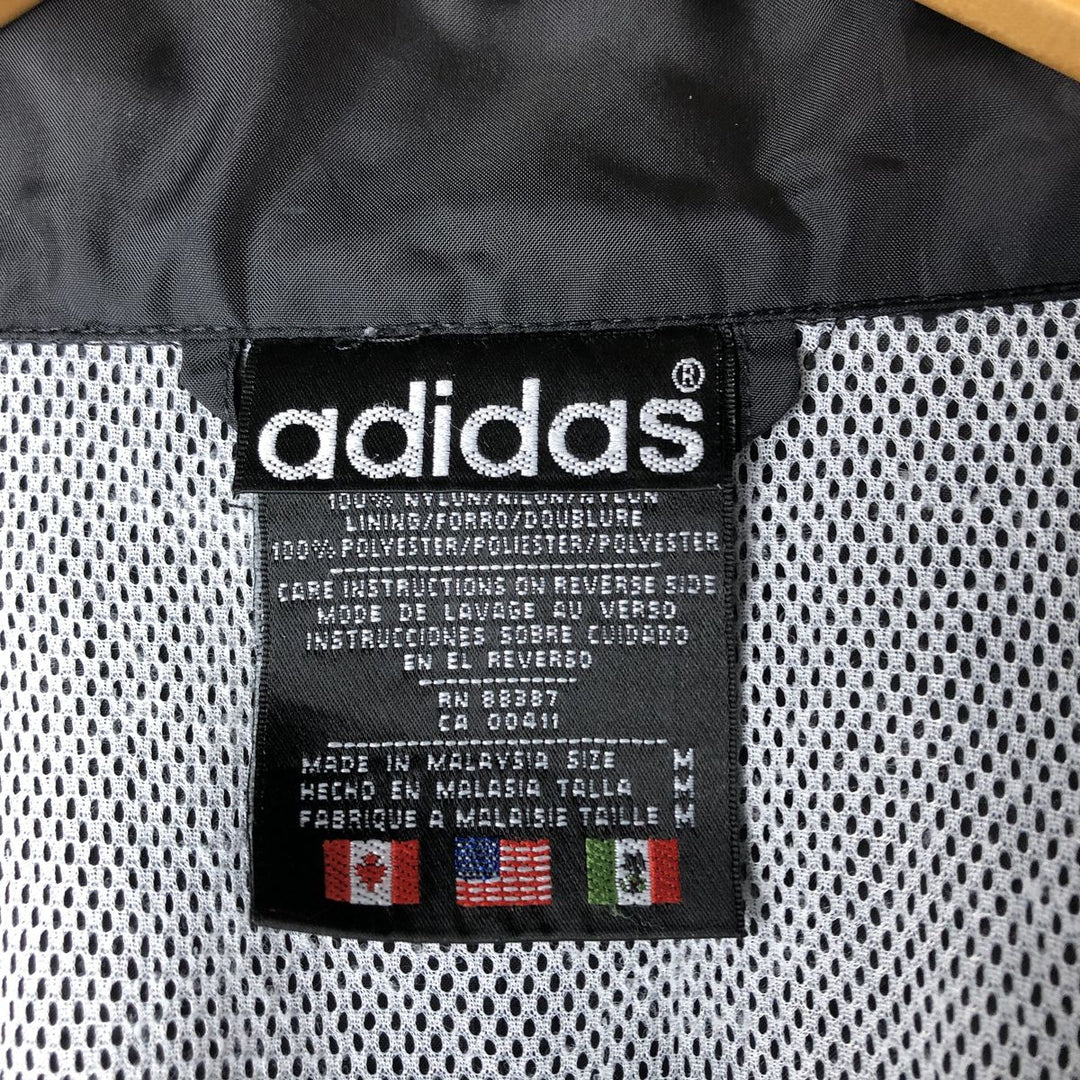 adidas®
100% NYLON/NILON/NYLON
LINING/FORRO/DOUBLURE
100% POLYESTER/POLIESTER/POLYESTER
CARE INSTRUCTIONS ON REVERSE SIDE
MODE DE LAVAGE AU VERSO
INSTRUCCIONES SOBRE CUIDADO
EN EL REVERSO
RN 88387
CA 00411
MADE IN MALAYSIA SIZE M
HECHO EN MALASIA TALLA M
FABRIQUE A MALAISIE TAILLE M